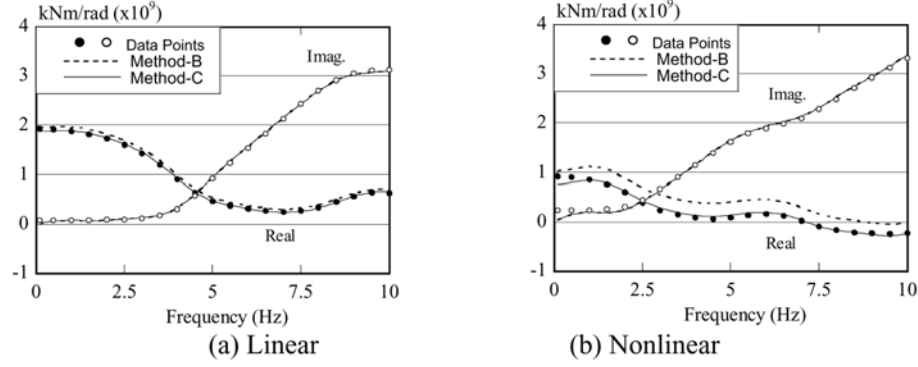 kNm/rad (x10⁹)
4
3
2
1
0
-1
Data Points
Method-B
Method-C
Imag.
Real
0
2.5
5.0
7.5
10
Frequency (Hz)
(a) Linear
kNm/rad (x10⁹)
4
3
2
1
0
-1
Data Points
Method-B
Method-C
Imag.
Real
0
2.5
5.0
7.5
10
Frequency (Hz)
(b) Nonlinear